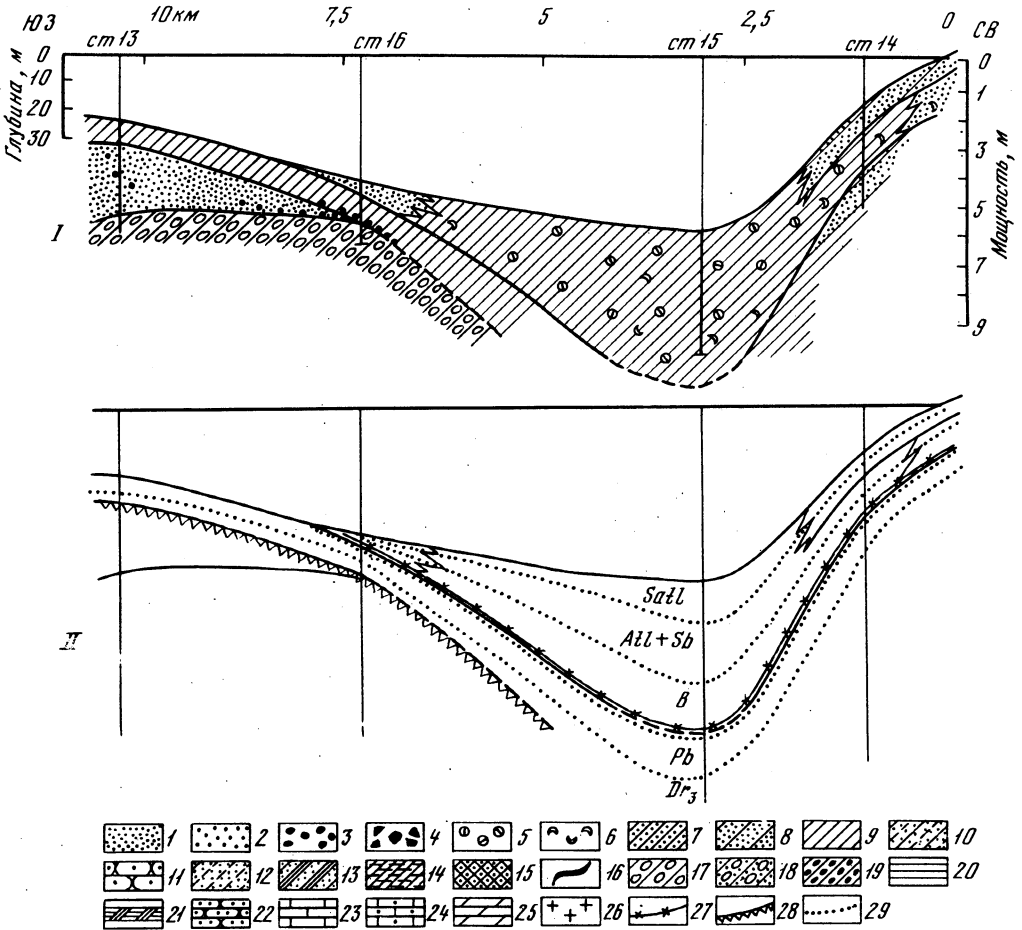 ЮЗ 10 км 7,5 5 2,5 0 СВ
ст 13 ст 16 ст 15 ст 14
Глубина, м
0
10
20
30
0
1
3
5
7
9
Мощность, м
I
II
Satl
Atl + Sb
B
Pb
Dr₃
1 2 3 4 5 6 7 8 9 10
11 12 13 14 15 16 17 18 19 20
21 22 23 24 25 26 27 28 29